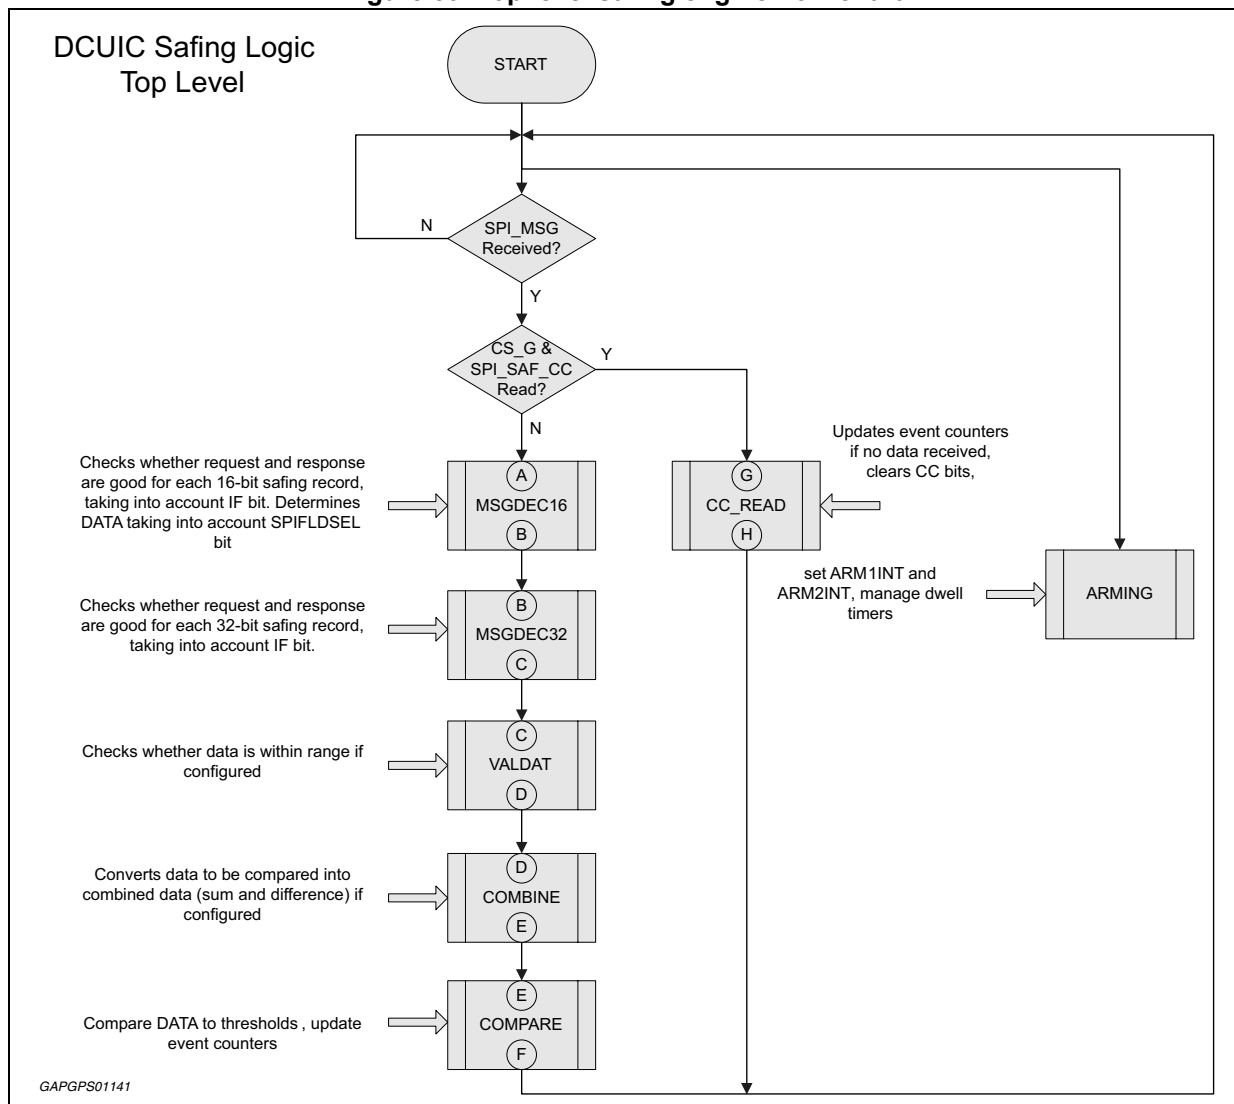 DCUIC Safing Logic
Top Level
START
N
SPI_MSG
Received?
Y
CS_G &
SPI_SAF_CC
Read?
Y
N
Checks whether request and response
are good for each 16-bit safing record,
taking into account IF bit. Determines
DATA taking into account SPIFLDSEL
bit
A
MSGDEC16
B
Updates event counters
if no data received,
clears CC bits,
G
CC_READ
H
set ARM1INT and
ARM2INT, manage dwell
timers
ARMING
Checks whether request and response
are good for each 32-bit safing record,
taking into account IF bit.
B
MSGDEC32
C
Checks whether data is within range if
configured
C
VALDAT
D
Converts data to be compared into
combined data (sum and difference) if
configured
D
COMBINE
E
Compare DATA to thresholds , update
event counters
E
COMPARE
F
GAPGPS01141